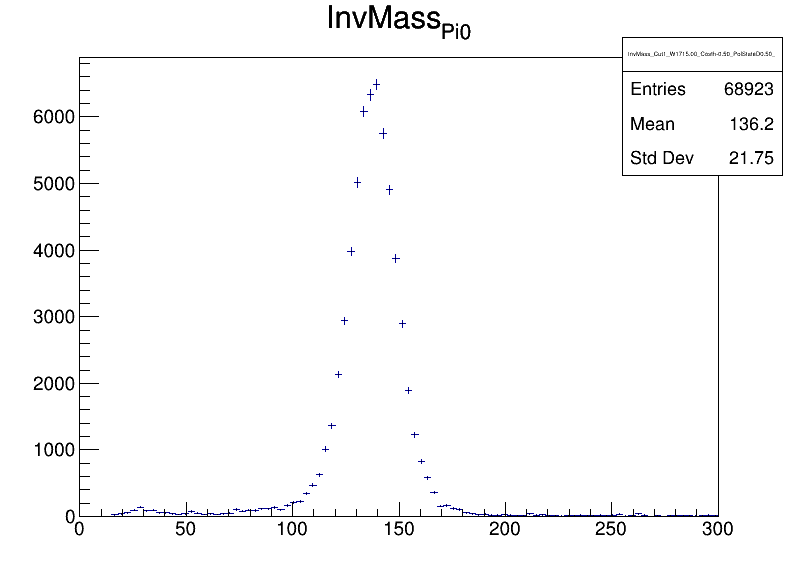 InvMass_Pi0
InvMass_Cut1_W1715.00_Costh-0.50_PolStateD0.50_
Entries 68923
Mean 136.2
Std Dev 21.75
6000
5000
4000
3000
2000
1000
0
0 50 100 150 200 250 300